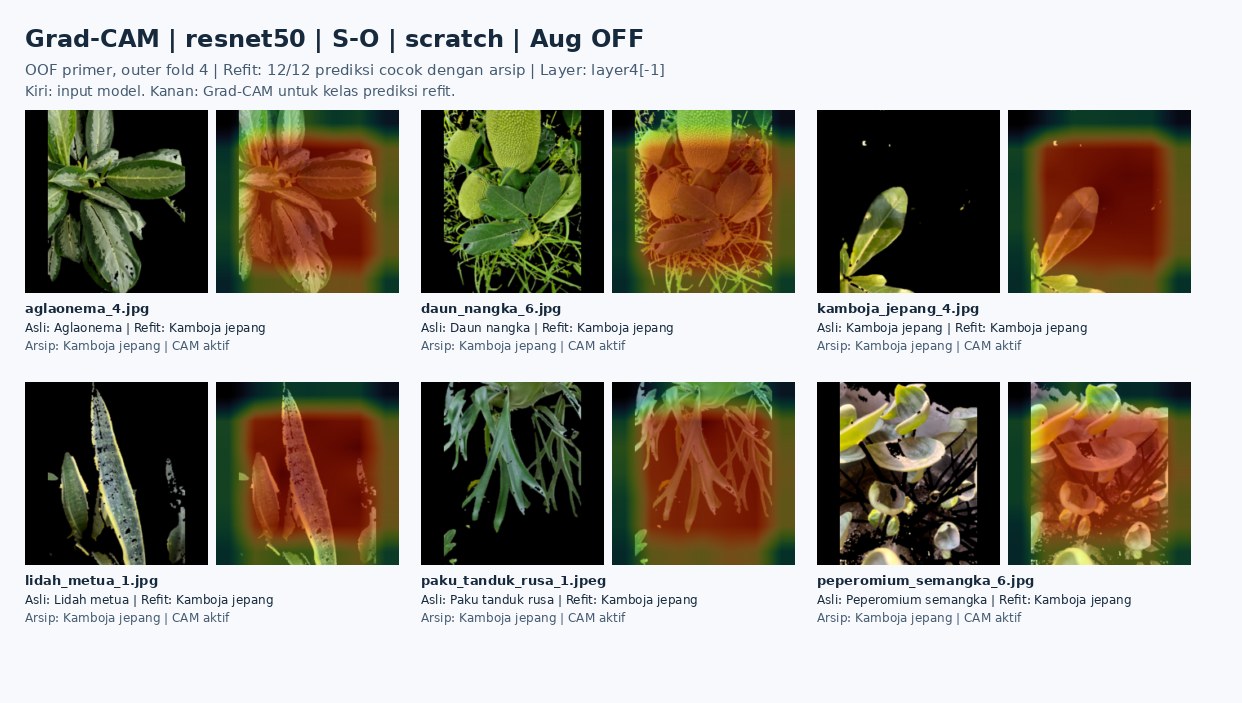 Grad-CAM | resnet50 | S-O | scratch | Aug OFF
OOF primer, outer fold 4 | Refit: 12/12 prediksi cocok dengan arsip | Layer: layer4[-1]
Kiri: input model. Kanan: Grad-CAM untuk kelas prediksi refit.
aglaonema_4.jpg
Asli: Aglaonema | Refit: Kamboja jepang
Arsip: Kamboja jepang | CAM aktif
daun_nangka_6.jpg
Asli: Daun nangka | Refit: Kamboja jepang
Arsip: Kamboja jepang | CAM aktif
kamboja_jepang_4.jpg
Asli: Kamboja jepang | Refit: Kamboja jepang
Arsip: Kamboja jepang | CAM aktif
lidah_metua_1.jpg
Asli: Lidah metua | Refit: Kamboja jepang
Arsip: Kamboja jepang | CAM aktif
paku_tanduk_rusa_1.jpeg
Asli: Paku tanduk rusa | Refit: Kamboja jepang
Arsip: Kamboja jepang | CAM aktif
peperomium_semangka_6.jpg
Asli: Peperomium semangka | Refit: Kamboja jepang
Arsip: Kamboja jepang | CAM aktif